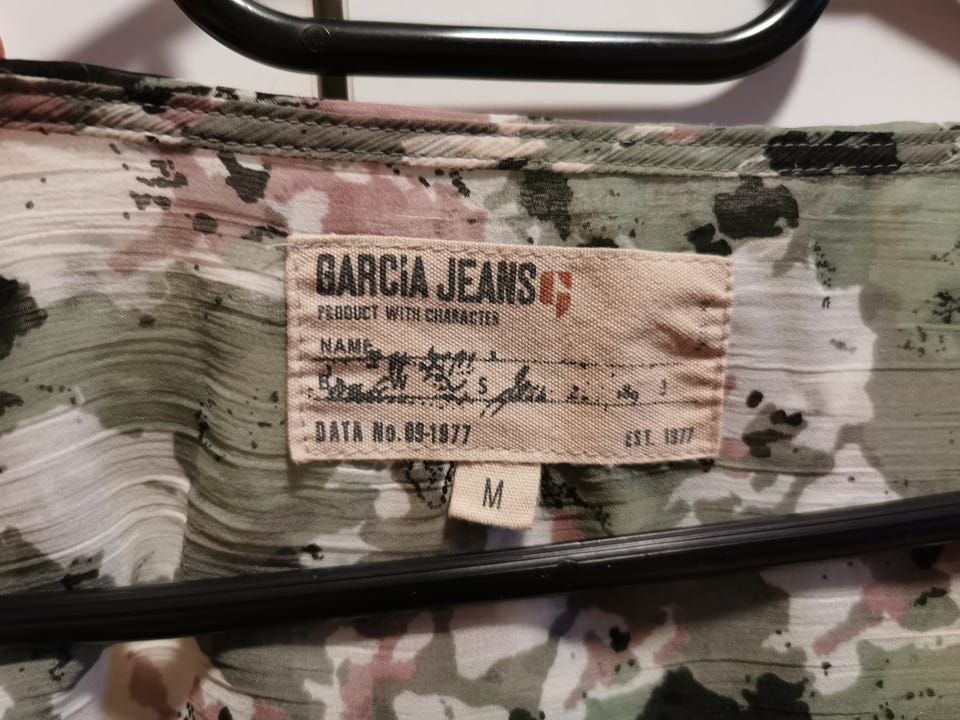 GARCiA JEANS
PRODUCT WITH CHARACTER
NAME
DATA No. 09-1977
EST. 1977
M